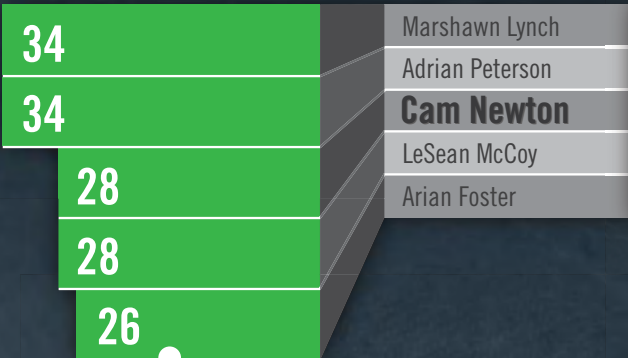 34
34
28
28
26
Marshawn Lynch
Adrian Peterson
Cam Newton
LeSean McCoy
Arian Foster